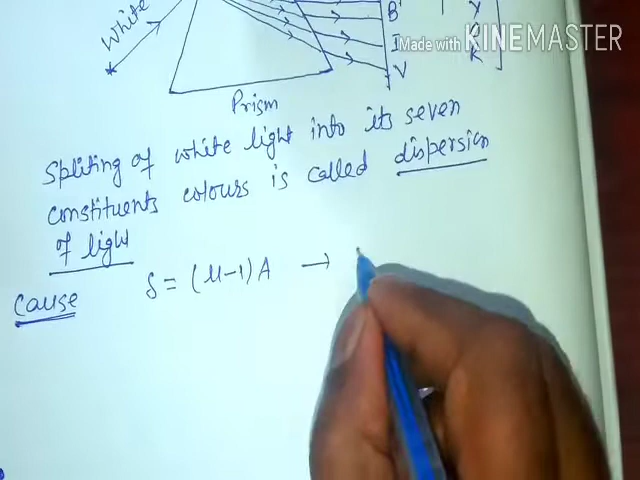 White
B
Y
I
O
R
V
Made with KINEMASTER
Prism
Spliting of white light into its seven
constituents colours is called dispersion
of light
Cause δ = (μ-1) A →